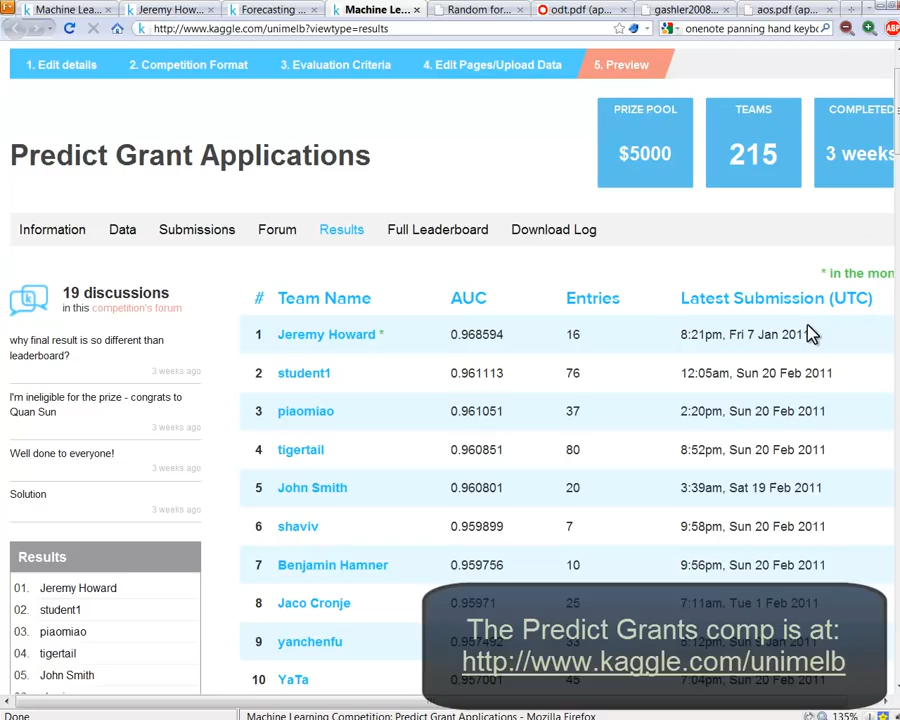 Machine Lea...
Jeremy Howar...
Forecasting ...
Machine Le...
Random for...
odt.pdf (ap...
gashler2008...
aos.pdf (ap...
http://www.kaggle.com/unimelb?viewtype=results
onenote panning hand keybo
ABP
1. Edit details
2. Competition Format
3. Evaluation Criteria
4. Edit Pages/Upload Data
5. Preview
Predict Grant Applications
PRIZE POOL
$5000
TEAMS
215
COMPLETED
3 weeks
Information
Data
Submissions
Forum
Results
Full Leaderboard
Download Log
* in the mon
19 discussions
in this competition's forum
why final result is so different than
leaderboard?
3 weeks ago
I'm ineligible for the prize - congrats to
Quan Sun
3 weeks ago
Well done to everyone!
3 weeks ago
Solution
3 weeks ago
Results
01. Jeremy Howard
02. student1
03. piaomiao
04. tigertail
05. John Smith
# Team Name AUC Entries Latest Submission (UTC)
1 Jeremy Howard * 0.968594 16 8:21pm, Fri 7 Jan 2011
2 student1 0.961113 76 12:05am, Sun 20 Feb 2011
3 piaomiao 0.961051 37 2:20pm, Sun 20 Feb 2011
4 tigertail 0.960851 80 8:52pm, Sun 20 Feb 2011
5 John Smith 0.960801 20 3:39am, Sat 19 Feb 2011
6 shaviv 0.959899 7 9:58pm, Sun 20 Feb 2011
7 Benjamin Hamner 0.959756 10 9:56pm, Sun 20 Feb 2011
8 Jaco Cronje 0.95971 25 7:11am, Tue 1 Feb 2011
9 yanchenfu 0.957492
10 YaTa 0.957001 45 7:04pm, Sun 20 Feb 2011
The Predict Grants comp is at:
http://www.kaggle.com/unimelb
Done
Machine Learning Competition: Predict Grant Applications - Mozilla Firefox
135%